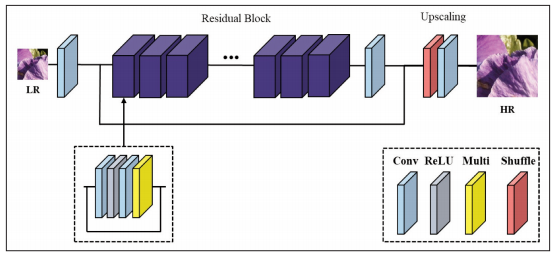 Residual Block
Upscaling
LR
HR
Conv ReLU Multi Shuffle